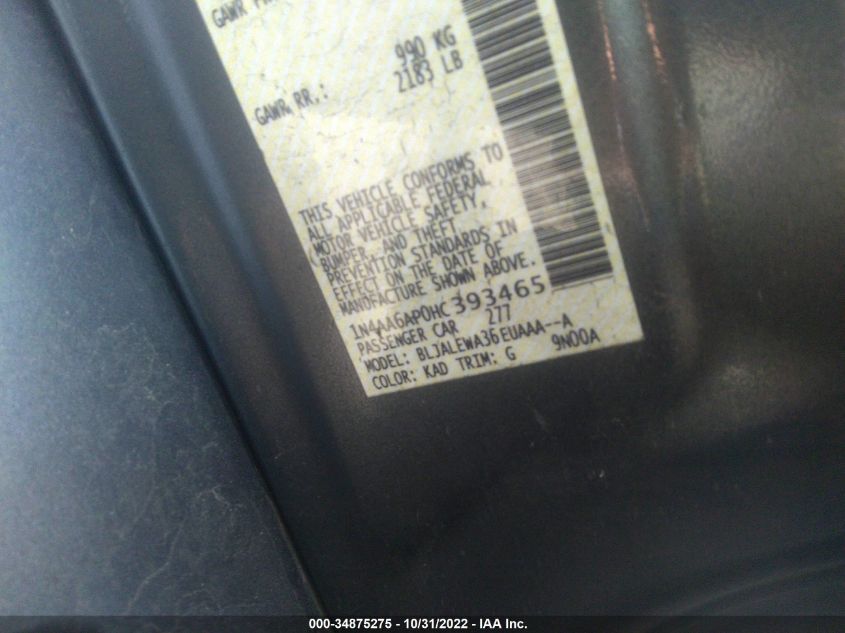 GAWR
990 KG
GAWR RR.: 2183 LB
THIS VEHICLE CONFORMS TO
ALL APPLICABLE FEDERAL
MOTOR VEHICLE SAFETY,
BUMPER, AND THEFT
PREVENTION STANDARDS IN
EFFECT ON THE DATE OF
MANUFACTURE SHOWN ABOVE.
1N4AA6AP0HC393465
PASSENGER CAR 277
MODEL: BLJALEWA36EUAAA--A
COLOR: KAD TRIM: G 9N00A
000-34875275 - 10/31/2022 - IAA Inc.